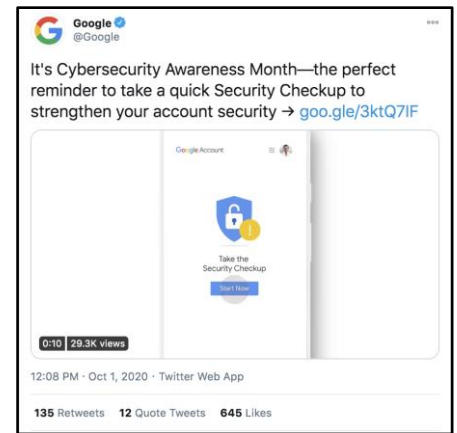 Google
@Google
It's Cybersecurity Awareness Month—the perfect
reminder to take a quick Security Checkup to
strengthen your account security → goo.gle/3ktQ7lF
Google Account
Take the
Security Checkup
Start Now
0:10 29.3K views
12:08 PM · Oct 1, 2020 · Twitter Web App
135 Retweets 12 Quote Tweets 645 Likes